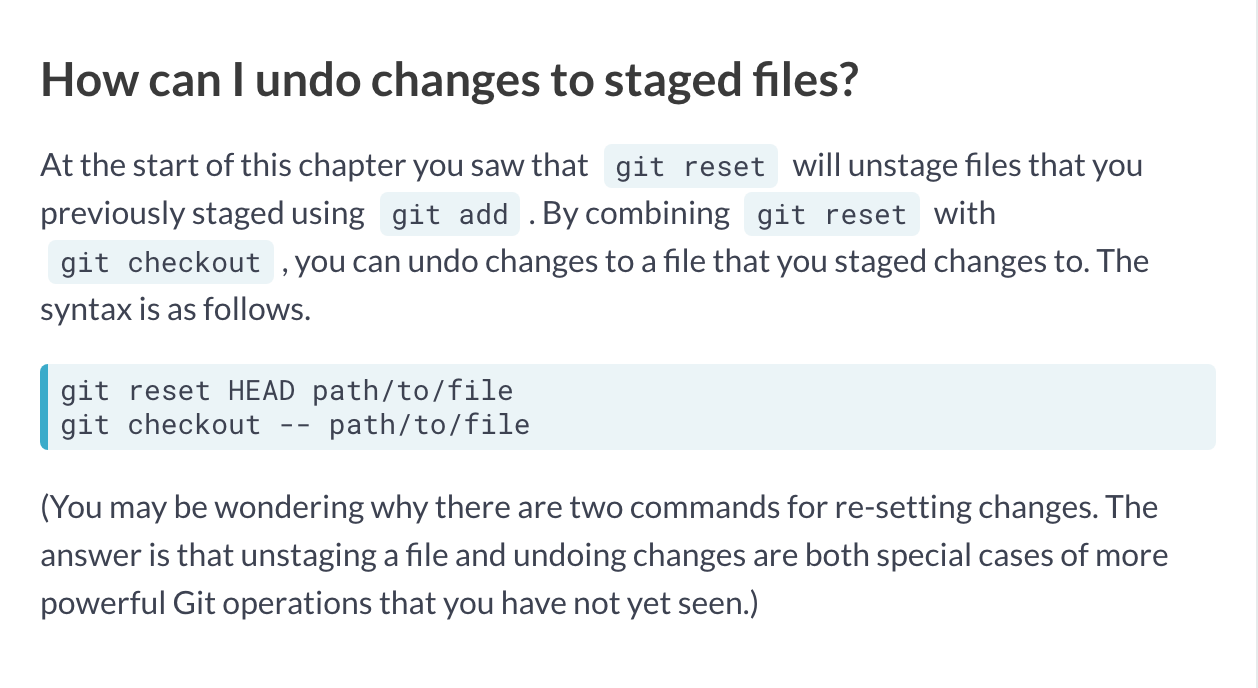 How can I undo changes to staged files?
At the start of this chapter you saw that git reset will unstage files that you
previously staged using git add . By combining git reset with
git checkout , you can undo changes to a file that you staged changes to. The
syntax is as follows.
git reset HEAD path/to/file
git checkout -- path/to/file
(You may be wondering why there are two commands for re-setting changes. The
answer is that unstaging a file and undoing changes are both special cases of more
powerful Git operations that you have not yet seen.)